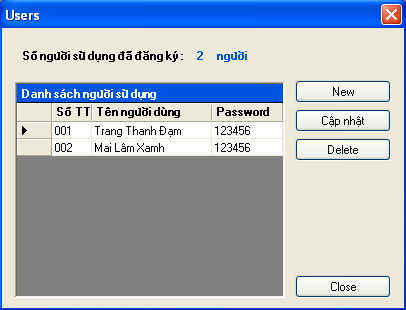 Users
Số người sử dụng đã đăng ký: 2 người
Danh sách người sử dụng
Số TT Tên người dùng Password
001 Trang Thanh Đạm 123456
002 Mai Lâm Xamh 123456
New
Cập nhật
Delete
Close